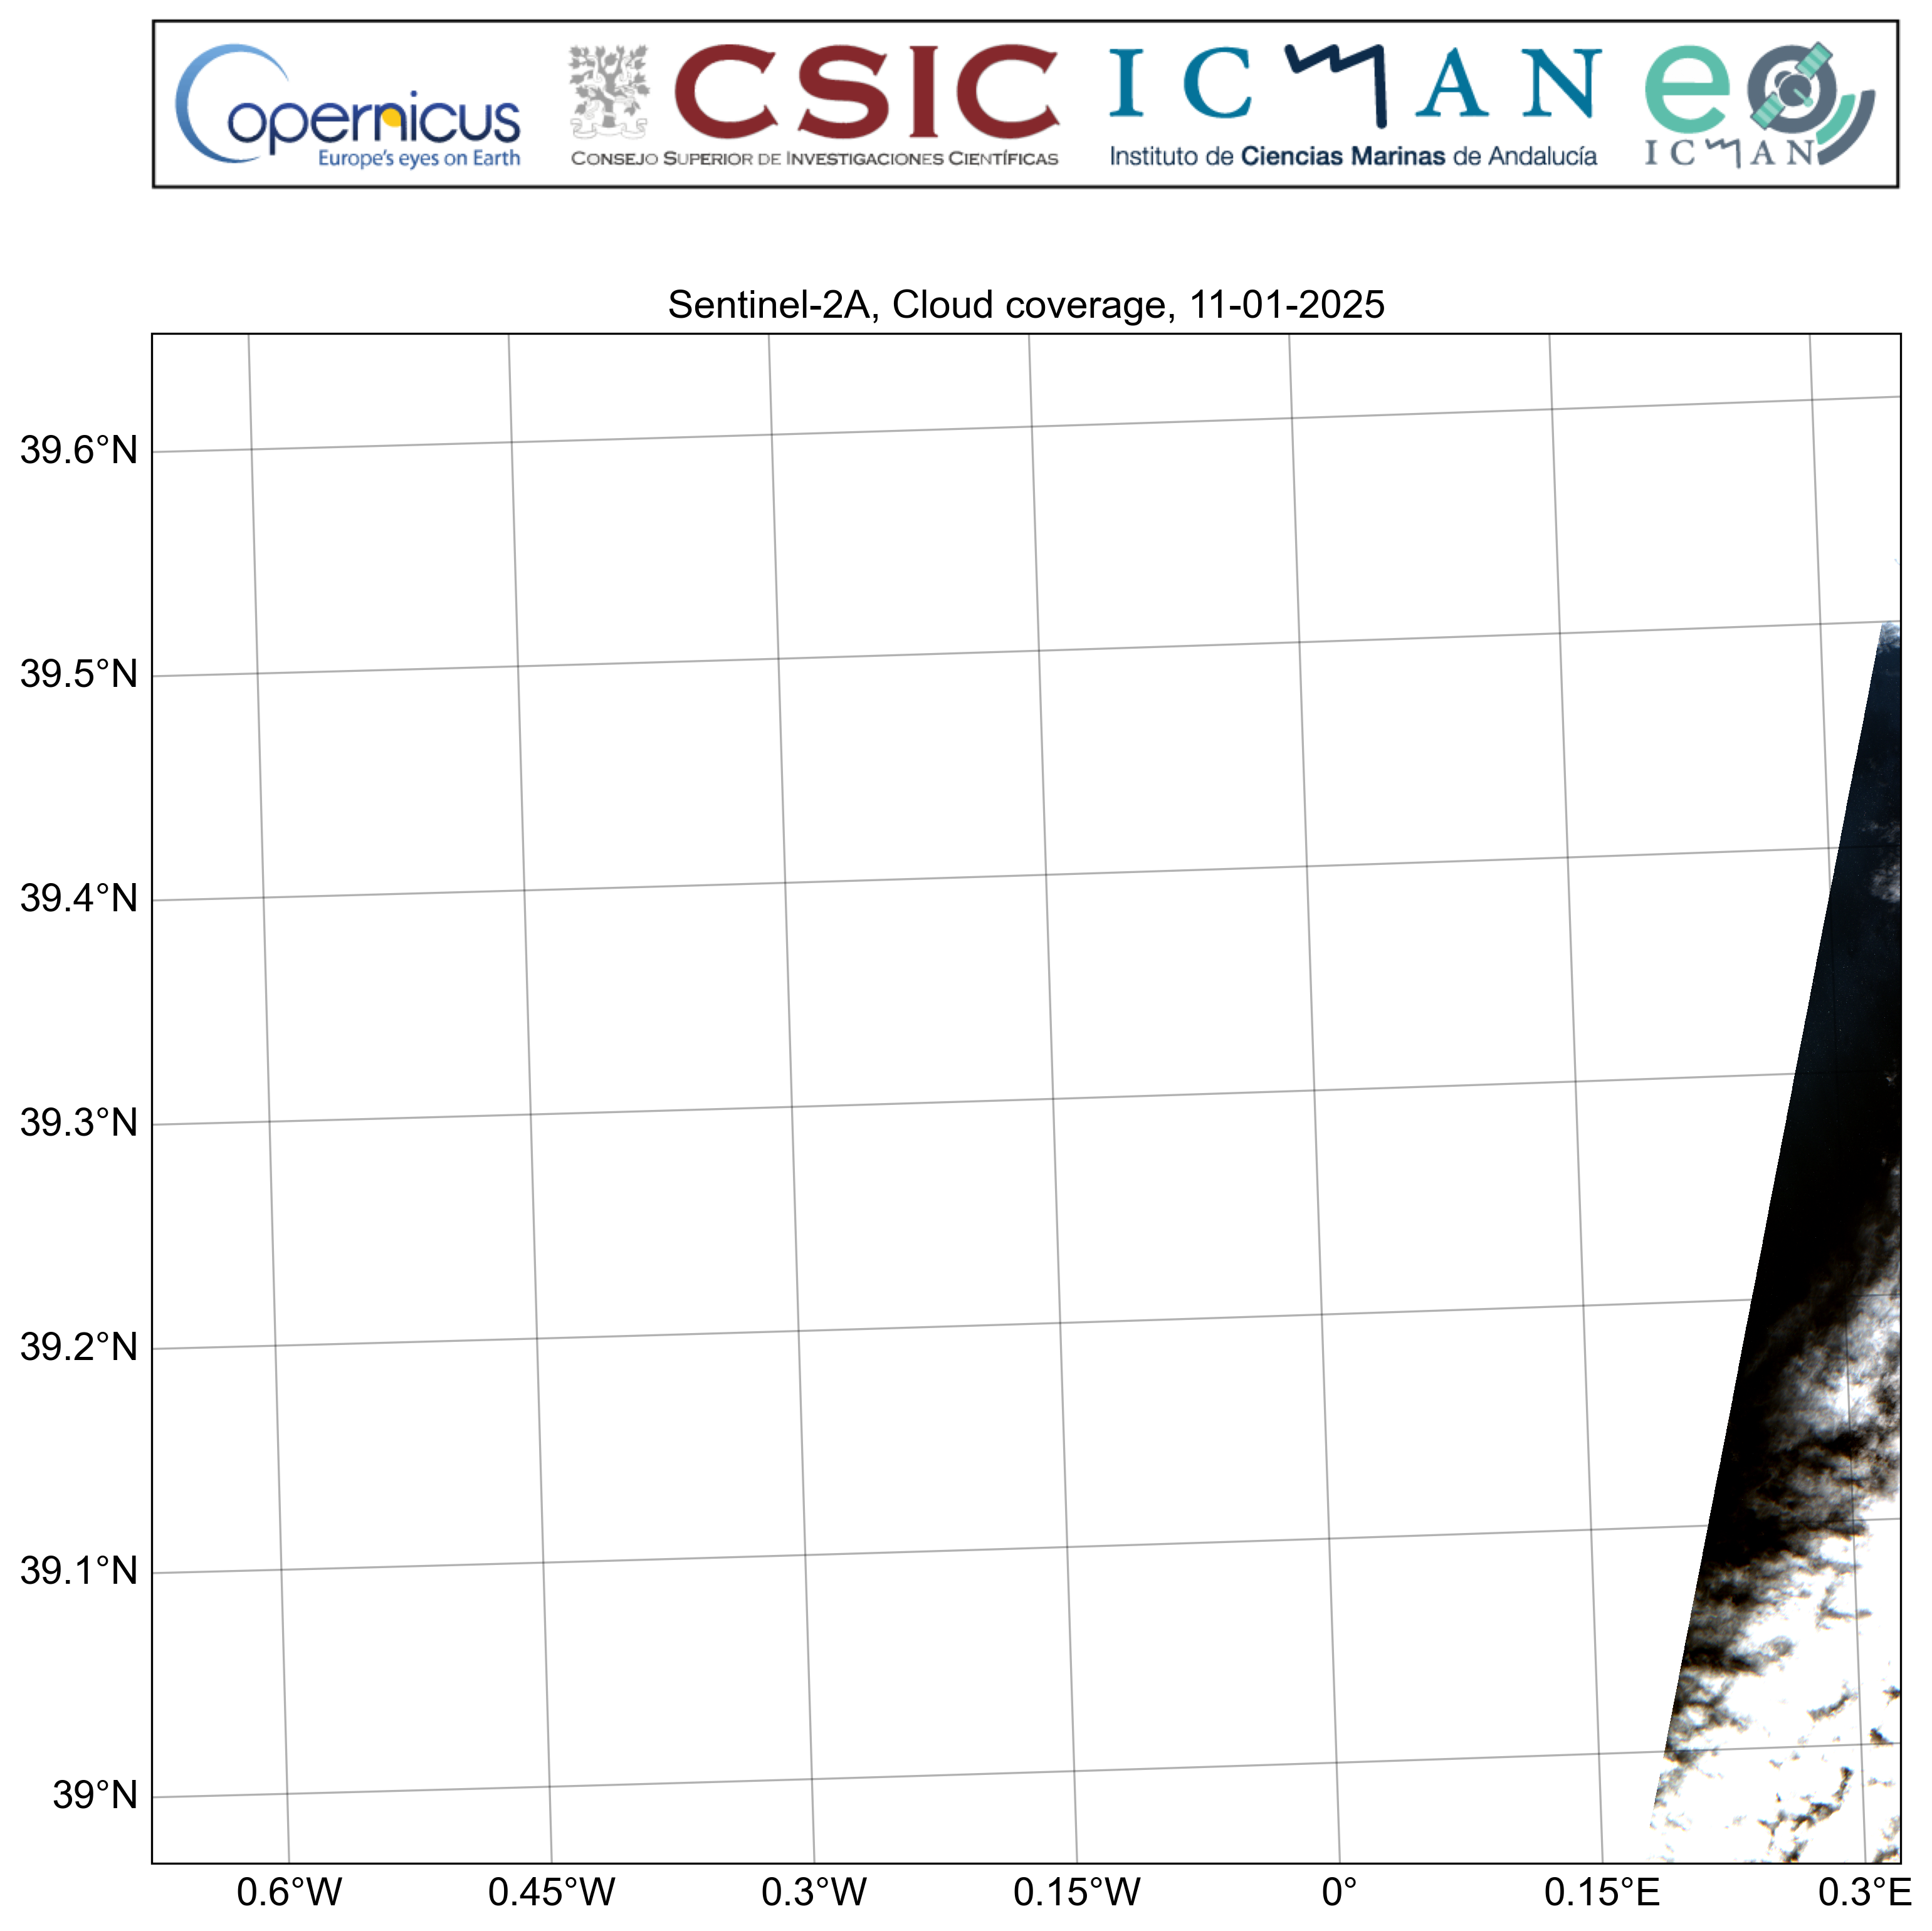 Copernicus
Europe's eyes on Earth
CSIC
CONSEJO SUPERIOR DE INVESTIGACIONES CIENTÍFICAS
ICMAN
Instituto de Ciencias Marinas de Andalucía
eo
ICMAN
Sentinel-2A, Cloud coverage, 11-01-2025
39.6°N
39.5°N
39.4°N
39.3°N
39.2°N
39.1°N
39°N
0.6°W 0.45°W 0.3°W 0.15°W 0° 0.15°E 0.3°E